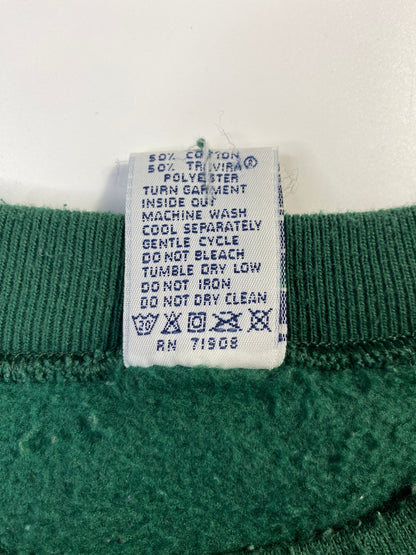 50% COTTON
50% TREVIRA®
POLYESTER
TURN GARMENT
INSIDE OUT
MACHINE WASH
COOL SEPARATELY
GENTLE CYCLE
DO NOT BLEACH
TUMBLE DRY LOW
DO NOT IRON
DO NOT DRY CLEAN
20
RN 71908